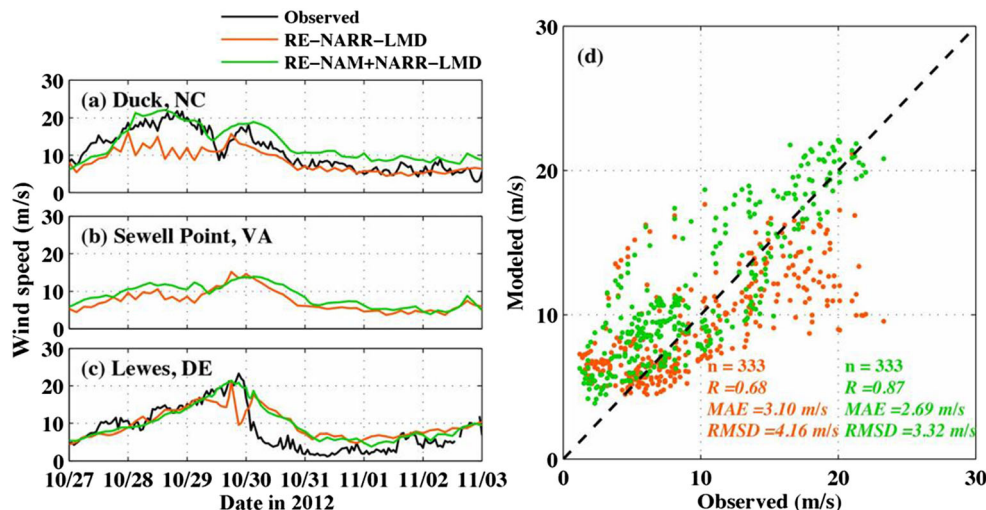 Observed
RE-NARR-LMD
RE-NAM+NARR-LMD
(a) Duck, NC
30
20
10
0
(b) Sewell Point, VA
30
20
10
0
(c) Lewes, DE
30
20
10
0
10/27 10/28 10/29 10/30 10/31 11/01 11/02 11/03
Date in 2012
Wind speed (m/s)
(d)
30
20
10
0
0 10 20 30
Observed (m/s)
Modeled (m/s)
n = 333
R =0.68
MAE =3.10 m/s
RMSD =4.16 m/s
n = 333
R =0.87
MAE =2.69 m/s
RMSD =3.32 m/s